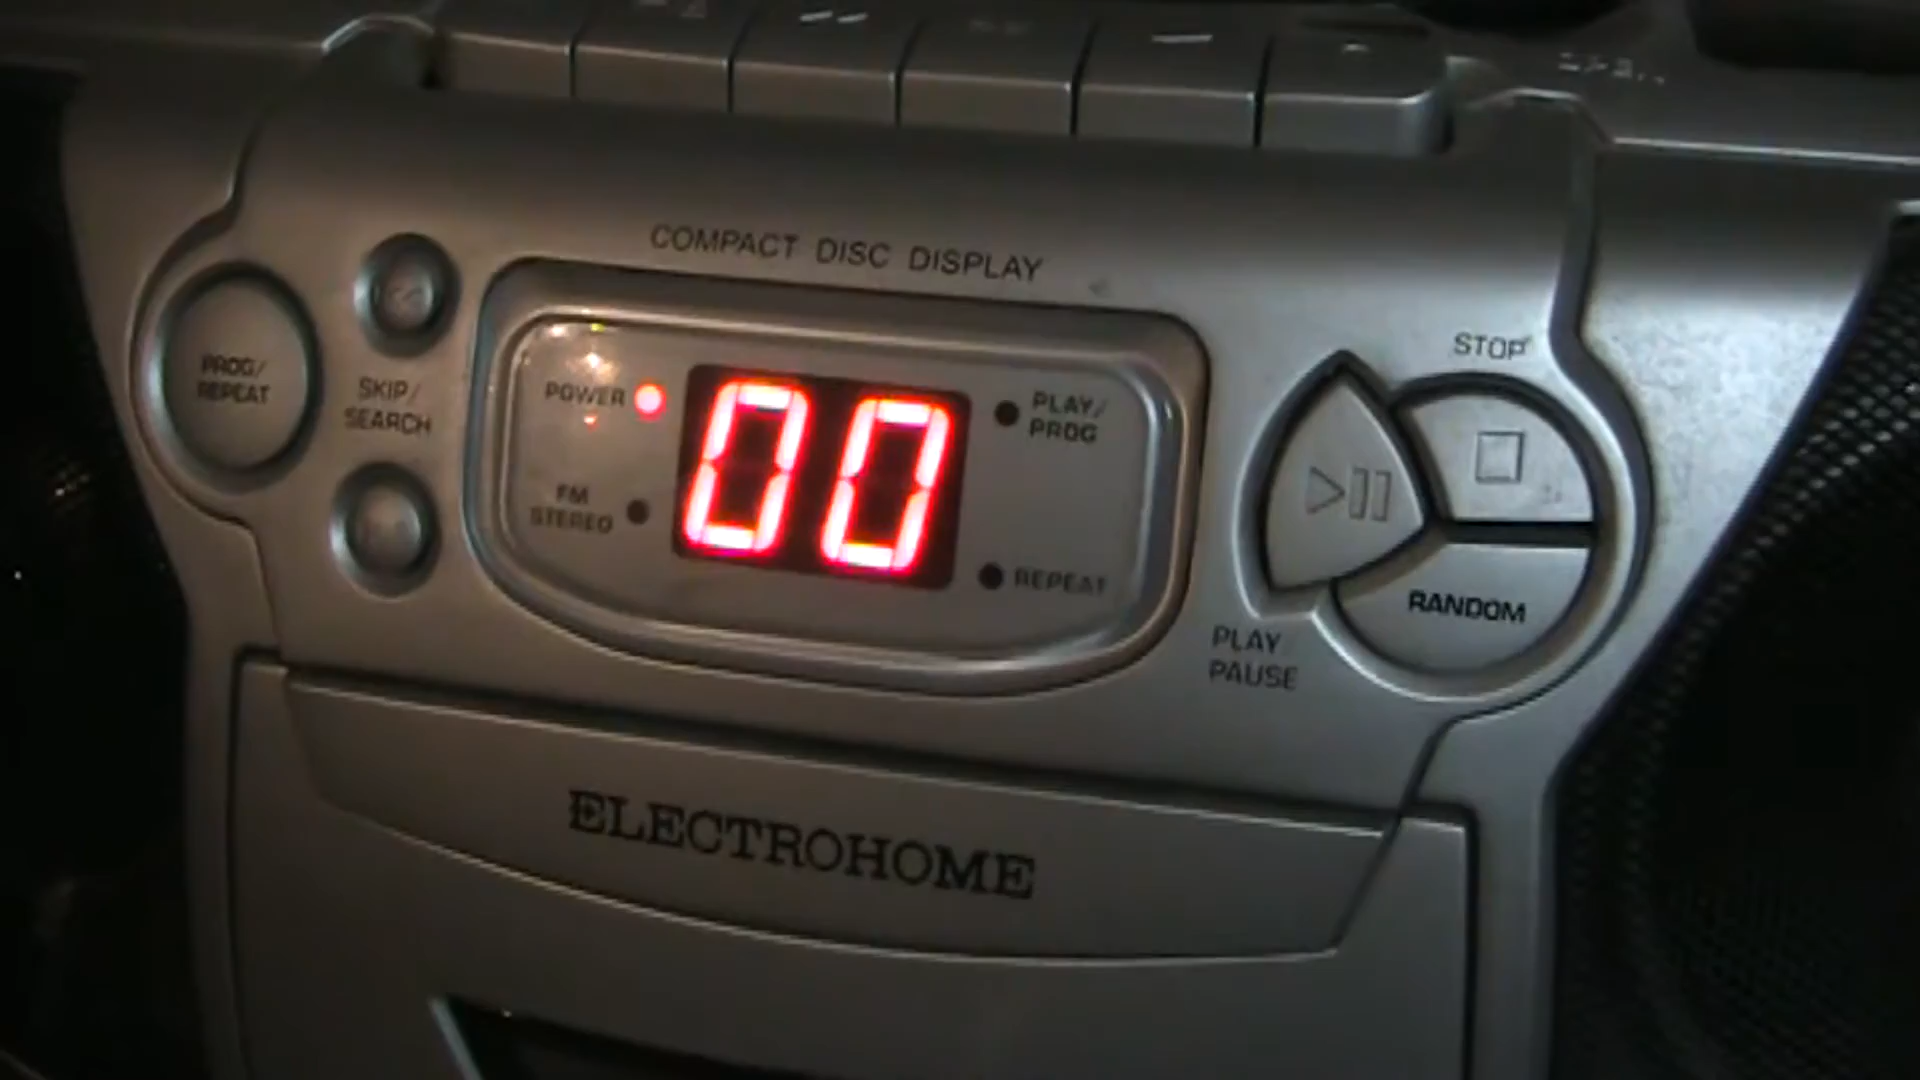 COMPACT DISC DISPLAY
PROG/
REPEAT
SKIP/
SEARCH
POWER
00
PLAY/
PROG
FM
STEREO
REPEAT
STOP
RANDOM
PLAY
PAUSE
ELECTROHOME